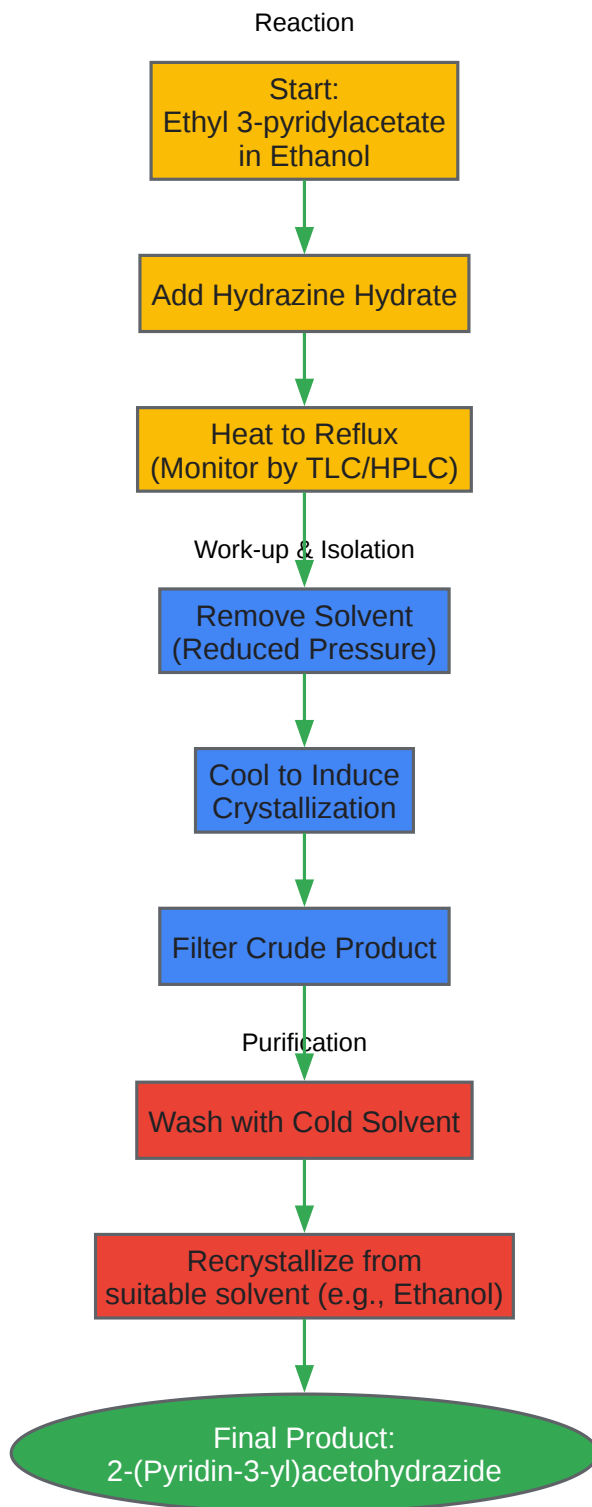 Reaction
Start:
Ethyl 3-pyridylacetate
in Ethanol
Add Hydrazine Hydrate
Heat to Reflux
(Monitor by TLC/HPLC)
Work-up & Isolation
Remove Solvent
(Reduced Pressure)
Cool to Induce
Crystallization
Filter Crude Product
Purification
Wash with Cold Solvent
Recrystallize from
suitable solvent (e.g., Ethanol)
Final Product:
2-(Pyridin-3-yl)acetohydrazide